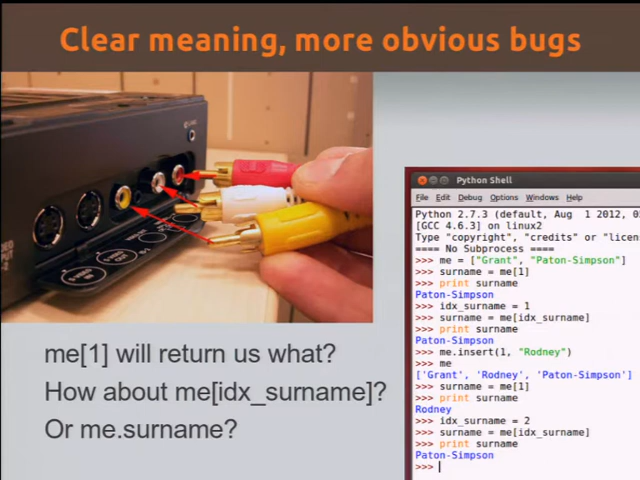 Clear meaning, more obvious bugs
me[1] will return us what?
How about me[idx_surname]?
Or me.surname?
Python Shell
File Edit Debug Options Windows Help
Python 2.7.3 (default, Aug 1 2012, 0
[GCC 4.6.3] on linux2
Type "copyright", "credits" or "licen
==== No Subprocess ====
>>> me = ["Grant", "Paton-Simpson"]
>>> surname = me[1]
>>> print surname
Paton-Simpson
>>> idx_surname = 1
>>> surname = me[idx_surname]
>>> print surname
Paton-Simpson
>>> me.insert(1, "Rodney")
>>> me
['Grant', 'Rodney', 'Paton-Simpson']
>>> surname = me[1]
>>> print surname
Rodney
>>> idx_surname = 2
>>> surname = me[idx_surname]
>>> print surname
Paton-Simpson
>>>